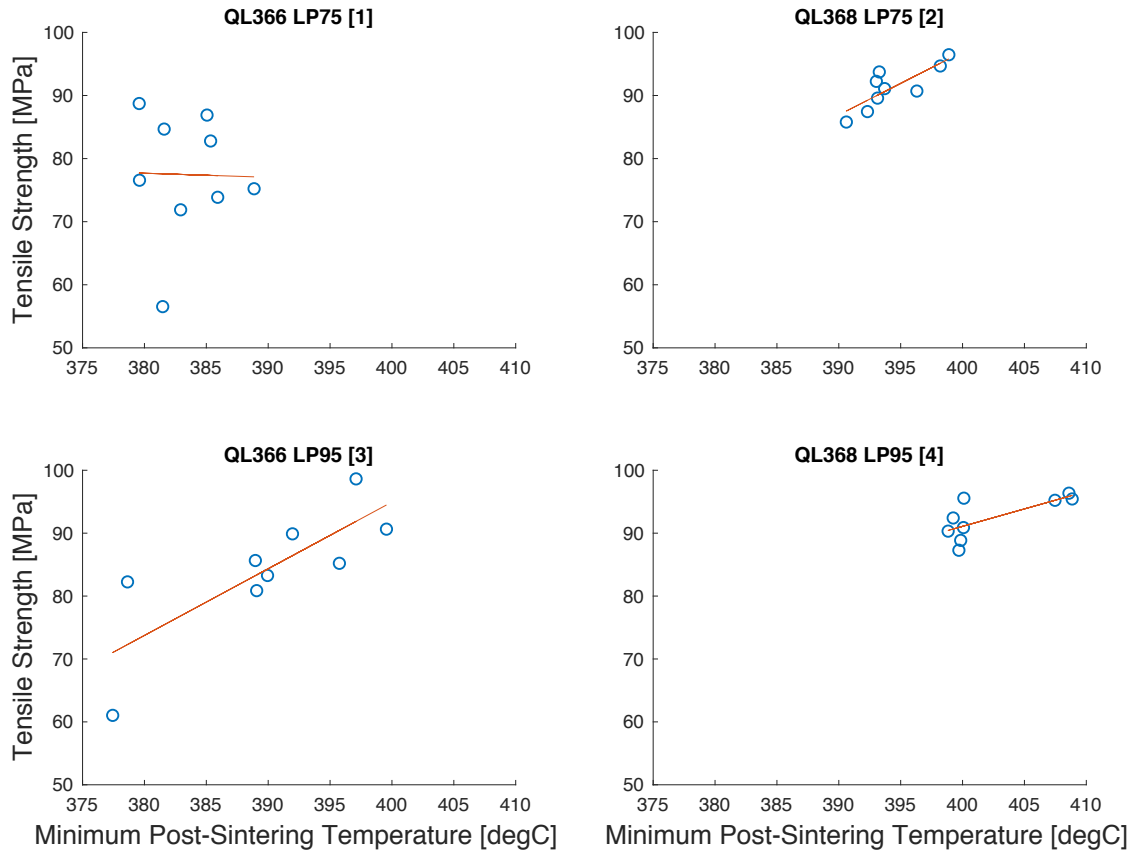 QL366 LP75 [1]
Tensile Strength [MPa]
100
90
80
70
60
50
375 380 385 390 395 400 405 410
QL368 LP75 [2]
100
90
80
70
60
50
375 380 385 390 395 400 405 410
QL366 LP95 [3]
Tensile Strength [MPa]
100
90
80
70
60
50
375 380 385 390 395 400 405 410
Minimum Post-Sintering Temperature [degC]
QL368 LP95 [4]
100
90
80
70
60
50
375 380 385 390 395 400 405 410
Minimum Post-Sintering Temperature [degC]